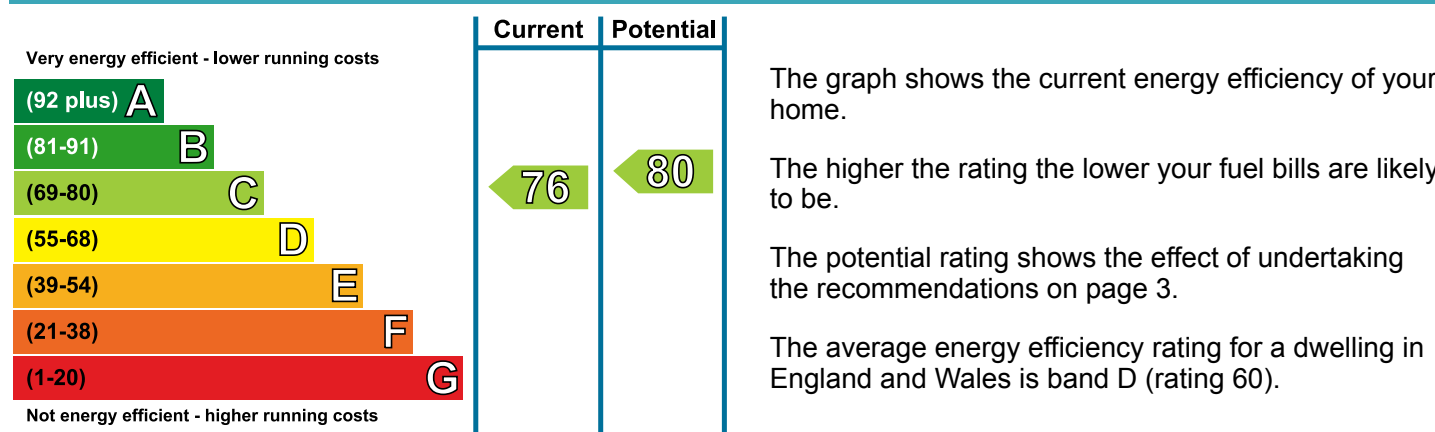 Current Potential
Very energy efficient - lower running costs
(92 plus) A
(81-91) B
(69-80) C
(55-68) D
(39-54) E
(21-38) F
(1-20) G
Not energy efficient - higher running costs
76
80
The graph shows the current energy efficiency of your
home.
The higher the rating the lower your fuel bills are likely
to be.
The potential rating shows the effect of undertaking
the recommendations on page 3.
The average energy efficiency rating for a dwelling in
England and Wales is band D (rating 60).